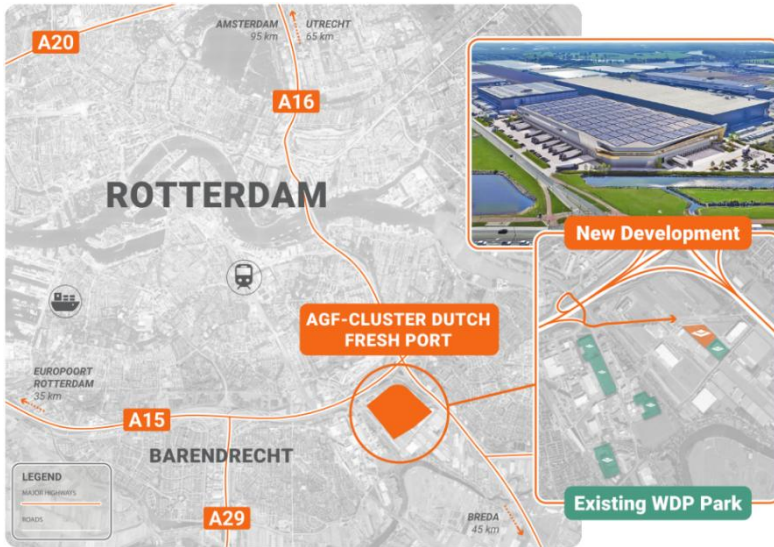 A20
AMSTERDAM
95 km
UTRECHT
65 km
A16
ROTTERDAM
New Development
AGF-CLUSTER DUTCH
FRESH PORT
EUROPOORT
ROTTERDAM
35 km
A15
BARENDRECHT
LEGEND
MAJOR HIGHWAYS
ROADS
A29
BREDA
45 km
Existing WDP Park